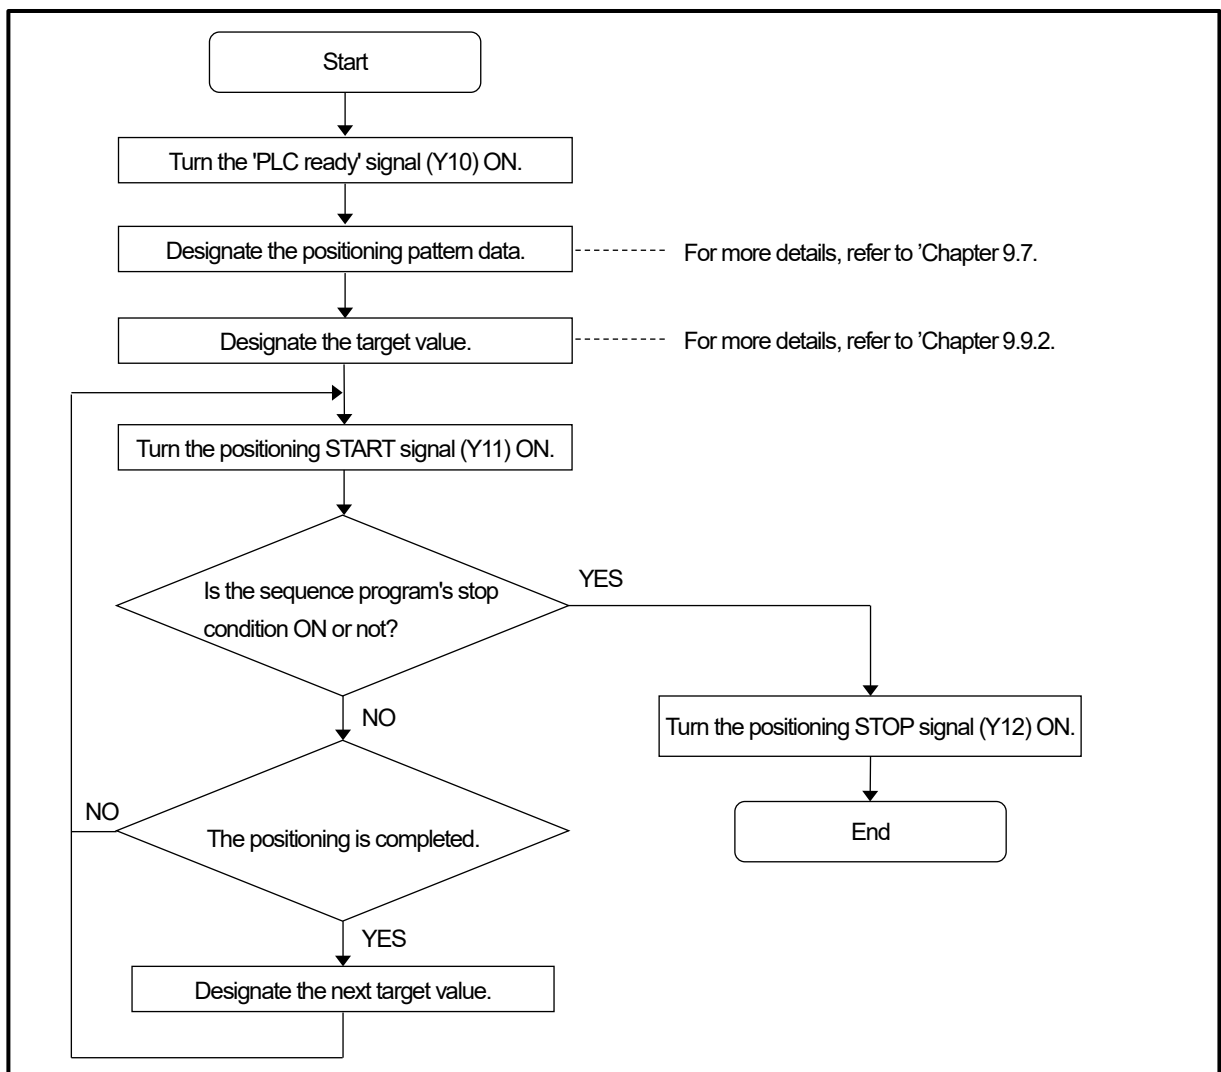 Start
Turn the 'PLC ready' signal (Y10) ON.
Designate the positioning pattern data.
For more details, refer to ’Chapter 9.7.
Designate the target value.
For more details, refer to ’Chapter 9.9.2.
Turn the positioning START signal (Y11) ON.
Is the sequence program's stop
condition ON or not?
YES
NO
Turn the positioning STOP signal (Y12) ON.
NO
The positioning is completed.
End
YES
Designate the next target value.